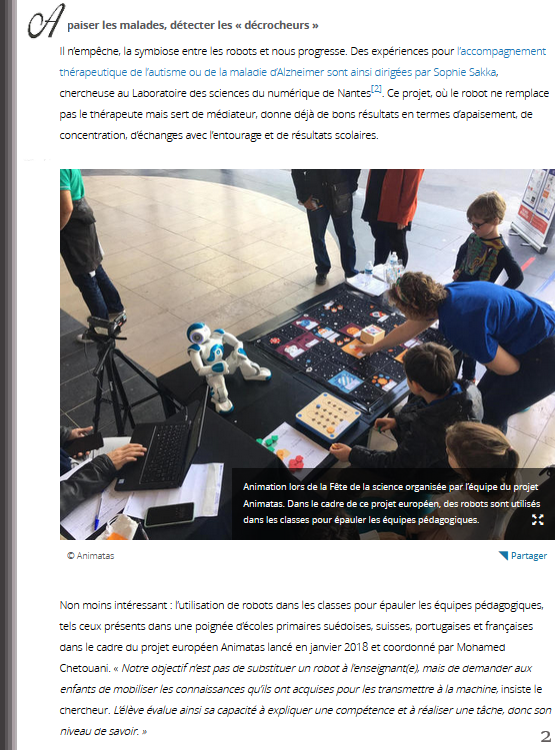 Apaiser les malades, détecter les « décrocheurs »
Il n'empêche, la symbiose entre les robots et nous progresse. Des expériences pour l'accompagnement
thérapeutique de l'autisme ou de la maladie d'Alzheimer sont ainsi dirigées par Sophie Sakka,
chercheuse au Laboratoire des sciences du numérique de Nantes[2]. Ce projet, où le robot ne remplace
pas le thérapeute mais sert de médiateur, donne déjà de bons résultats en termes d'apaisement, de
concentration, d'échanges avec l'entourage et de résultats scolaires.
Animation lors de la Fête de la science organisée par l'équipe du projet
Animatas. Dans le cadre de ce projet européen, des robots sont utilisés
dans les classes pour épauler les équipes pédagogiques.
© Animatas
Partager
Non moins intéressant : l'utilisation de robots dans les classes pour épauler les équipes pédagogiques,
tels ceux présents dans une poignée d'écoles primaires suédoises, suisses, portugaises et françaises
dans le cadre du projet européen Animatas lancé en janvier 2018 et coordonné par Mohamed
Chetouani. « Notre objectif n'est pas de substituer un robot à l'enseignant(e), mais de demander aux
enfants de mobiliser les connaissances qu'ils ont acquises pour les transmettre à la machine, insiste le
chercheur. L'élève évalue ainsi sa capacité à expliquer une compétence et à réaliser une tâche, donc son
niveau de savoir. »
2